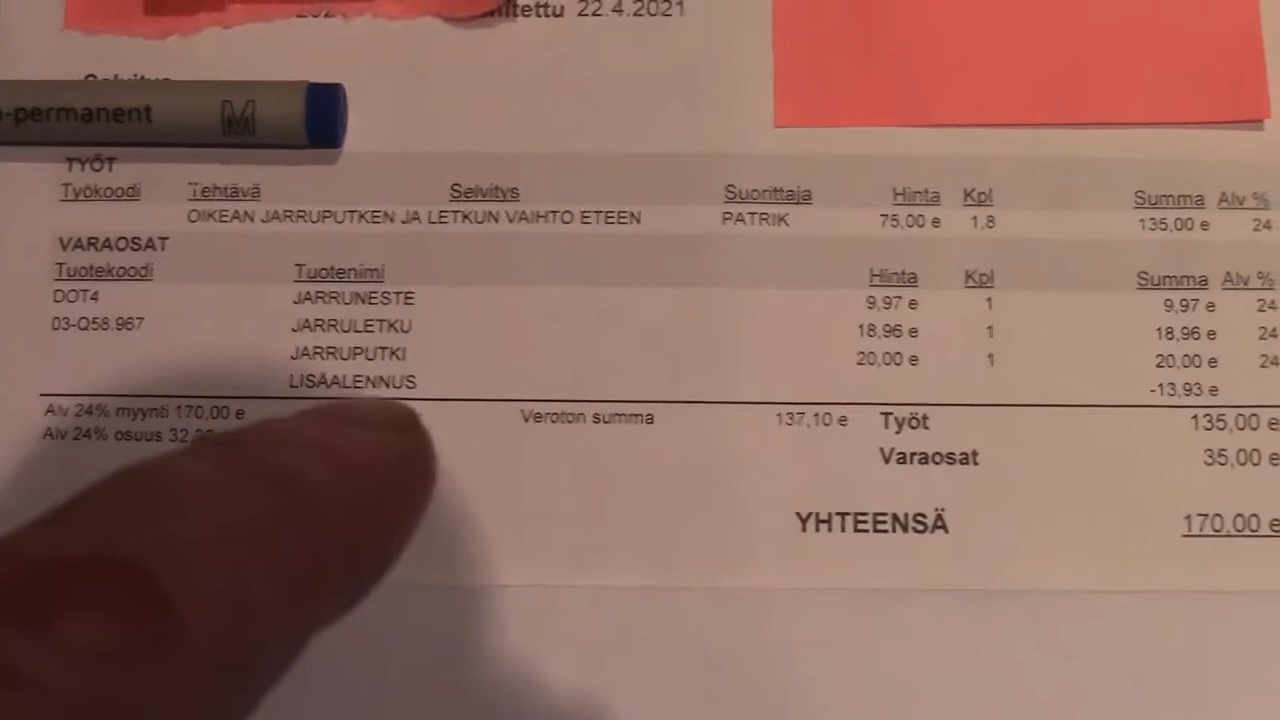 22.4.2021
-permanent M
TYÖT
Työkoodi Tehtävä Selvitys Suorittaja Hinta Kpl Summa Alv %
OIKEAN JARRUPUTKEN JA LETKUN VAIHTO ETEEN PATRIK 75,00 e 1,8 135,00 e 24
VARAOSAT
Tuotekoodi Tuotenimi Hinta Kpl Summa Alv %
DOT4 JARRUNESTE 9,97 e 1 9,97 e 24
03-Q58.967 JARRULETKU 18,96 e 1 18,96 e 24
JARRUPUTKI 20,00 e 1 20,00 e 24
LISÄALENNUS -13,93 e
Alv 24% myynti 170,00 e Veroton summa 137,10 e Työt 135,00 e
Alv 24% osuus Varaosat 35,00 e
YHTEENSÄ 170,00 e